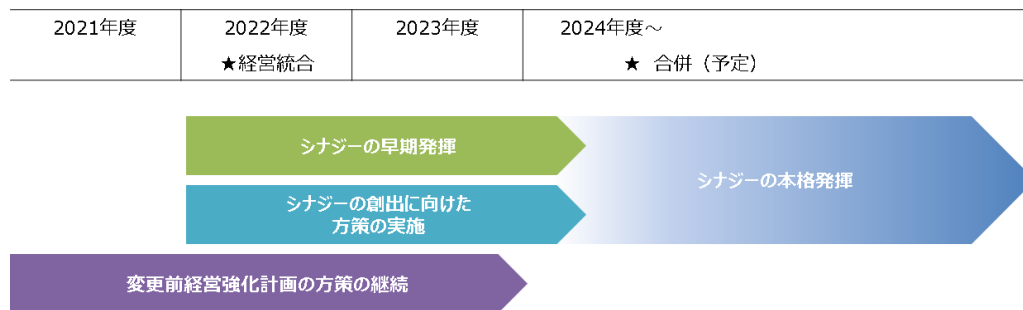 2021年度 2022年度 2023年度 2024年度～
★経営統合 ★ 合併（予定）
シナジーの早期発揮
シナジーの本格発揮
シナジーの創出に向けた
方策の実施
変更前経営強化計画の方策の継続